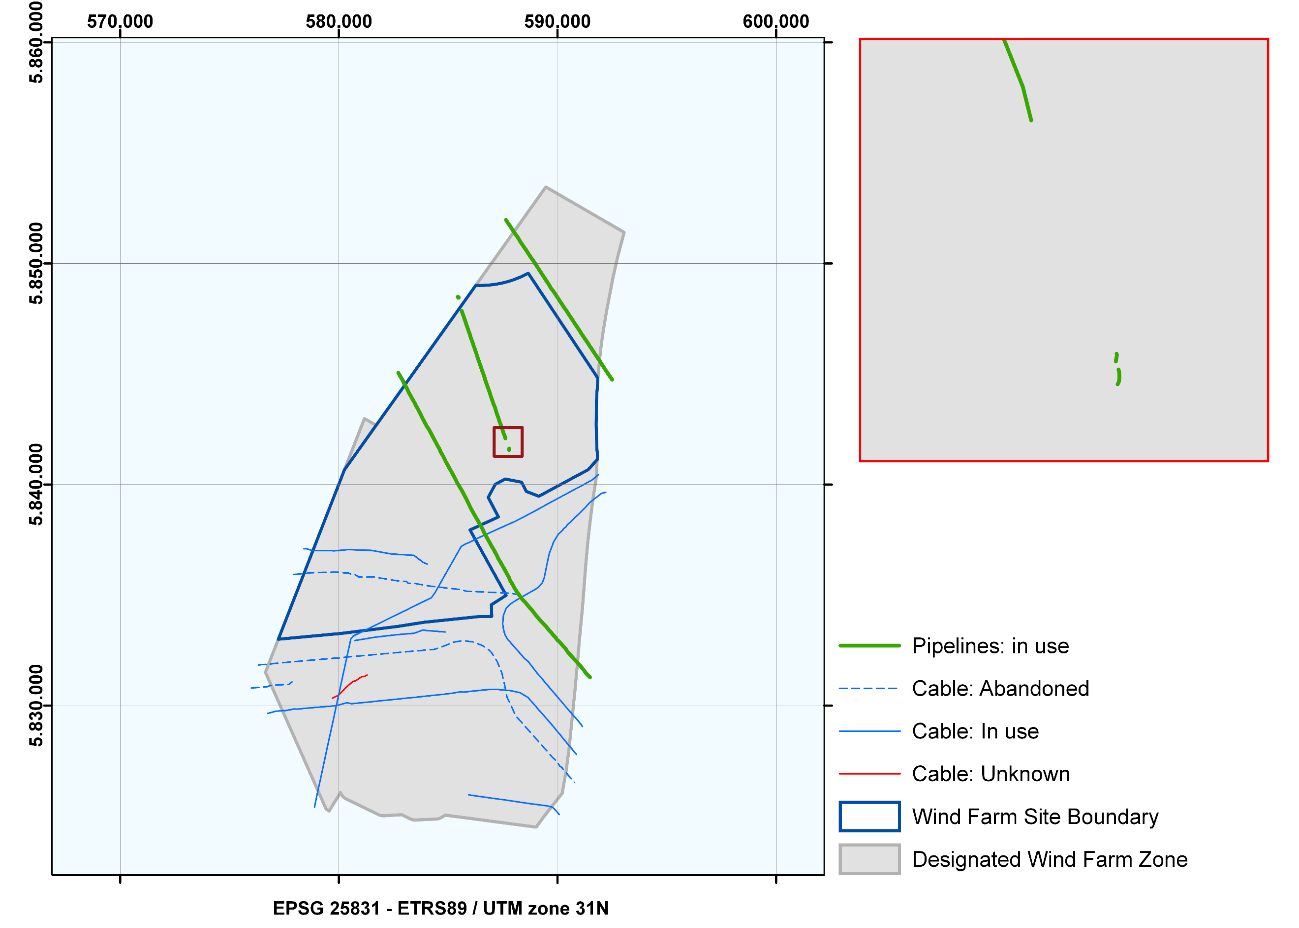 570.000 580.000 590.000 600.000
5.860.000
5.850.000
5.840.000
5.830.000
Pipelines: in use
Cable: Abandoned
Cable: In use
Cable: Unknown
Wind Farm Site Boundary
Designated Wind Farm Zone
EPSG 25831 - ETRS89 / UTM zone 31N